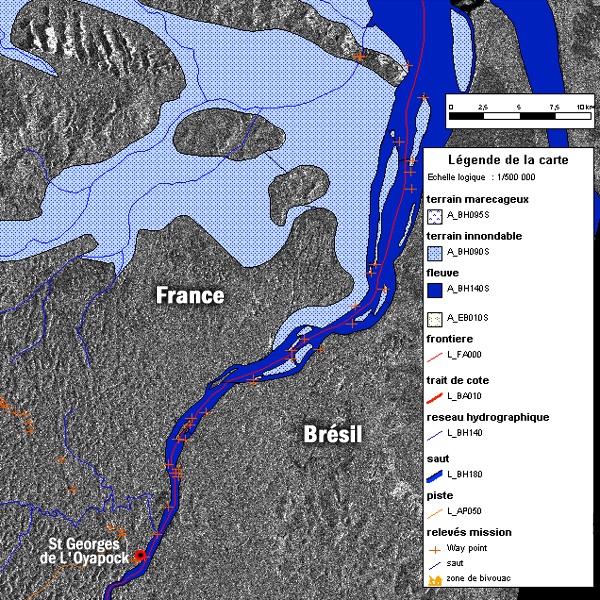 0 2,5 5 7,5 10 km
Légende de la carte
Echelle logique : 1/500 000
terrain marecageux
A_BH095S
terrain innondable
A_BH090S
fleuve
A_BH140S
A_EB010S
frontiere
L_FA000
trait de cote
L_BA010
reseau hydrographique
L_BH140
saut
L_BH180
piste
L_AP050
relevés mission
Way point
saut
zone de bivouac
France
Brésil
St Georges
de L'Oyapock